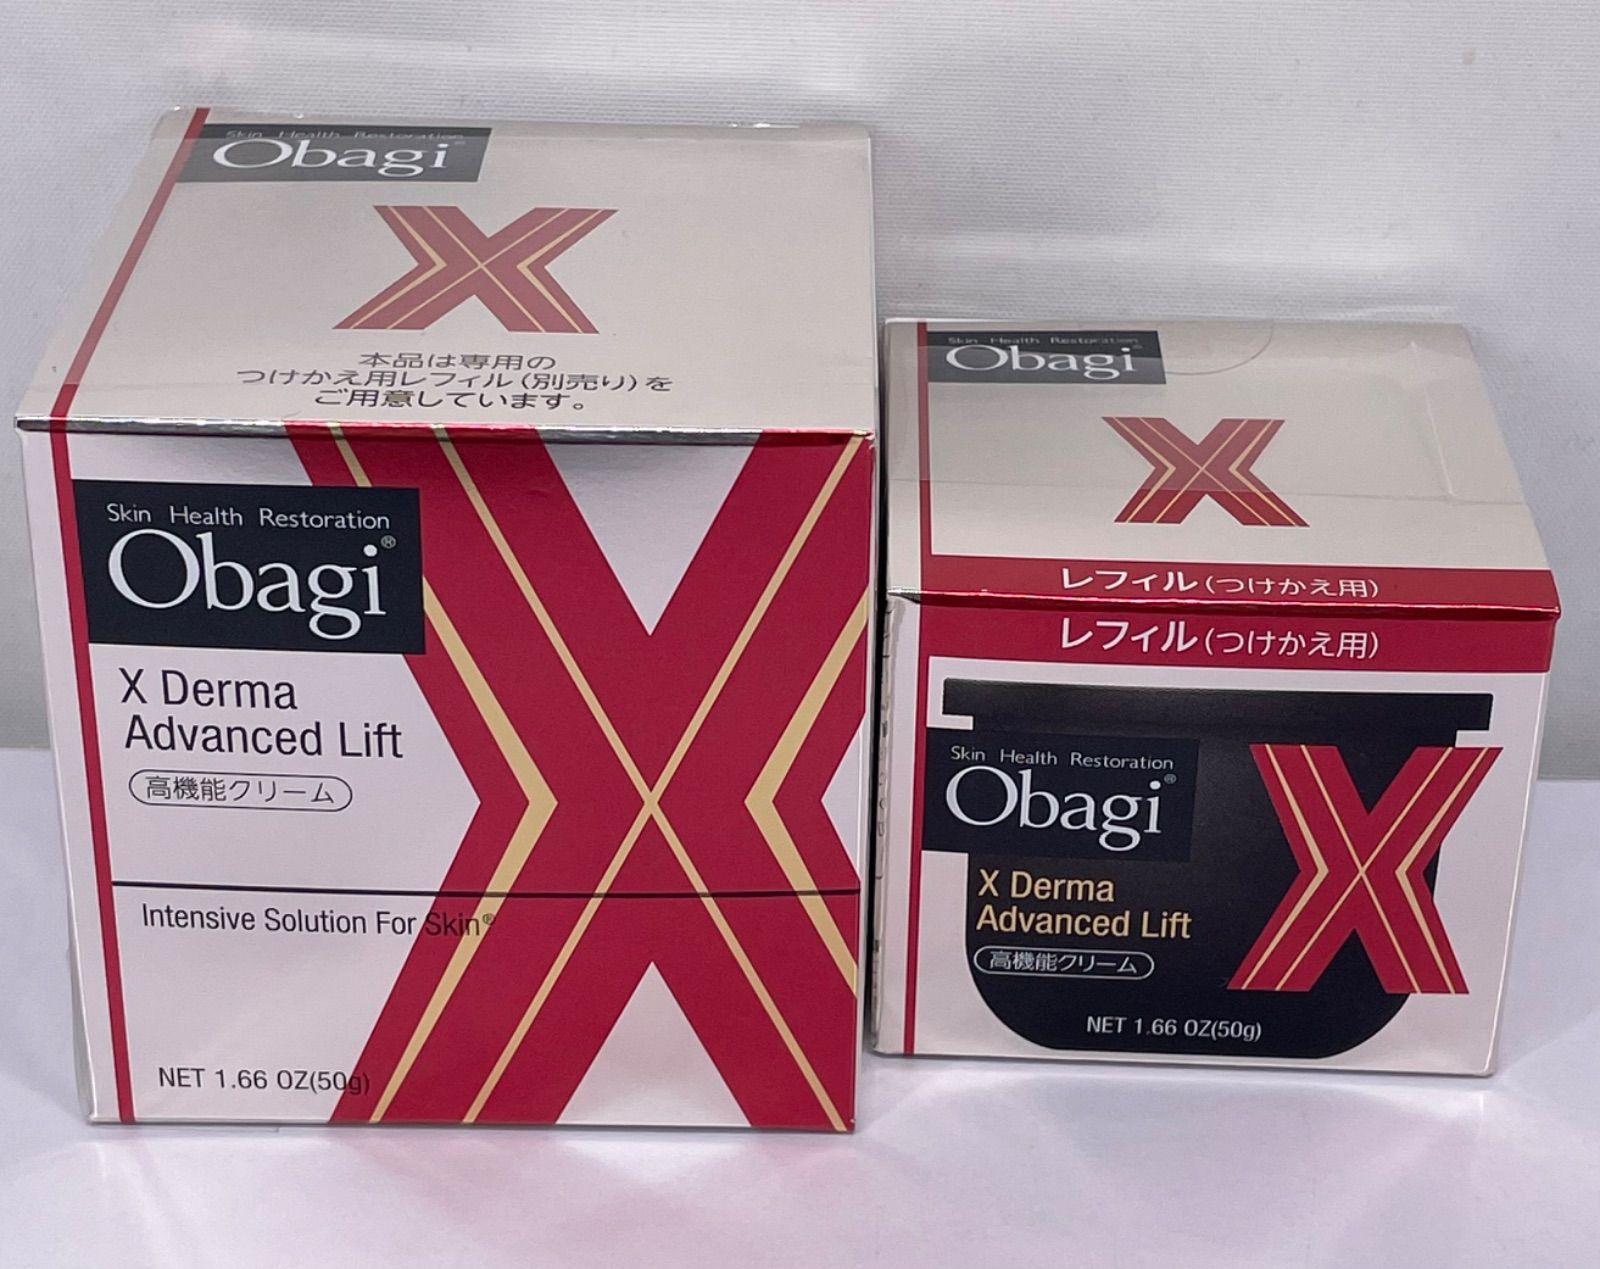 Skin Health Restoration
Obagi
X
本品は専用の
つけかえ用レフィル(別売り)を
ご用意しています。
Skin Health Restoration
Obagi®
X Derma
Advanced Lift
高機能クリーム
Intensive Solution For Skin®
NET 1.66 OZ(50g)
Skin Health Restoration
Obagi
X
レフィル(つけかえ用)
レフィル(つけかえ用)
Skin Health Restoration
Obagi®
X
X Derma
Advanced Lift
高機能クリーム
NET 1.66 OZ(50g)